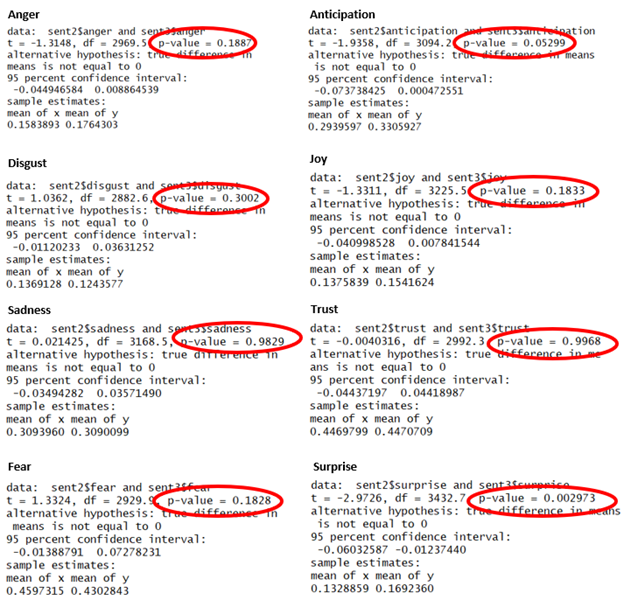 Anger
data:  sent2$anger and sent3$anger
t = -1.3148, df = 2969.5, p-value = 0.1887
alternative hypothesis: true difference in
means is not equal to 0
95 percent confidence interval:
-0.044946584  0.008864539
sample estimates:
mean of x mean of y
0.1583893 0.1764303
Anticipation
data:  sent2$anticipation and sent3$anticipation
t = -1.9358, df = 3094.2, p-value = 0.05299
alternative hypothesis: true difference in means
is not equal to 0
95 percent confidence interval:
-0.073738425  0.000472551
sample estimates:
mean of x mean of y
0.2939597 0.3305927
Disgust
data:  sent2$disgust and sent3$disgust
t = 1.0362, df = 2882.6, p-value = 0.3002
alternative hypothesis: true difference in
means is not equal to 0
95 percent confidence interval:
-0.01120233  0.03631252
sample estimates:
mean of x mean of y
0.1369128 0.1243577
Joy
data:  sent2$joy and sent3$joy
t = -1.3311, df = 3225.5, p-value = 0.1833
alternative hypothesis: true difference in
means is not equal to 0
95 percent confidence interval:
-0.040998528  0.007841544
sample estimates:
mean of x mean of y
0.1375839 0.1541624
Sadness
data:  sent2$sadness and sent3$sadness
t = 0.021425, df = 3168.5, p-value = 0.9829
alternative hypothesis: true difference in
means is not equal to 0
95 percent confidence interval:
-0.03494282  0.03571490
sample estimates:
mean of x mean of y
0.3093960 0.3090099
Trust
data:  sent2$trust and sent3$trust
t = -0.0040316, df = 2992.3, p-value = 0.9968
alternative hypothesis: true difference in me
ans is not equal to 0
95 percent confidence interval:
-0.04437197  0.04418987
sample estimates:
mean of x mean of y
0.4469799 0.4470709
Fear
data:  sent2$fear and sent3$fear
t = 1.3324, df = 2929.9, p-value = 0.1828
alternative hypothesis: true difference in
means is not equal to 0
95 percent confidence interval:
-0.01388791  0.07278231
sample estimates:
mean of x mean of y
0.4597315 0.4302843
Surprise
data:  sent2$surprise and sent3$surprise
t = -2.9726, df = 3432.7, p-value = 0.002973
alternative hypothesis: true difference in means
is not equal to 0
95 percent confidence interval:
-0.06032587 -0.01237440
sample estimates:
mean of x mean of y
0.1328859 0.1692360